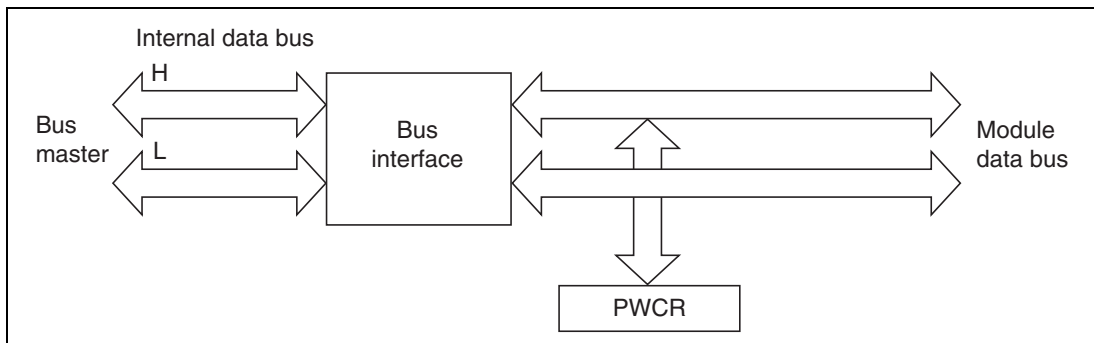 Internal data bus
H
Bus
master
L
Bus
interface
Module
data bus
PWCR